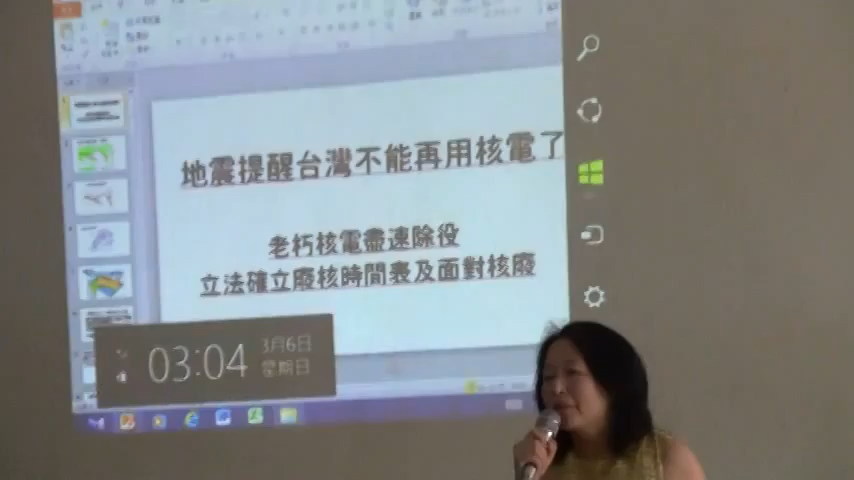 地震提醒台灣不能再用核電了
老朽核電盡速除役
立法確立廢核時間表及面對核廢
03:04
3月6日
星期日